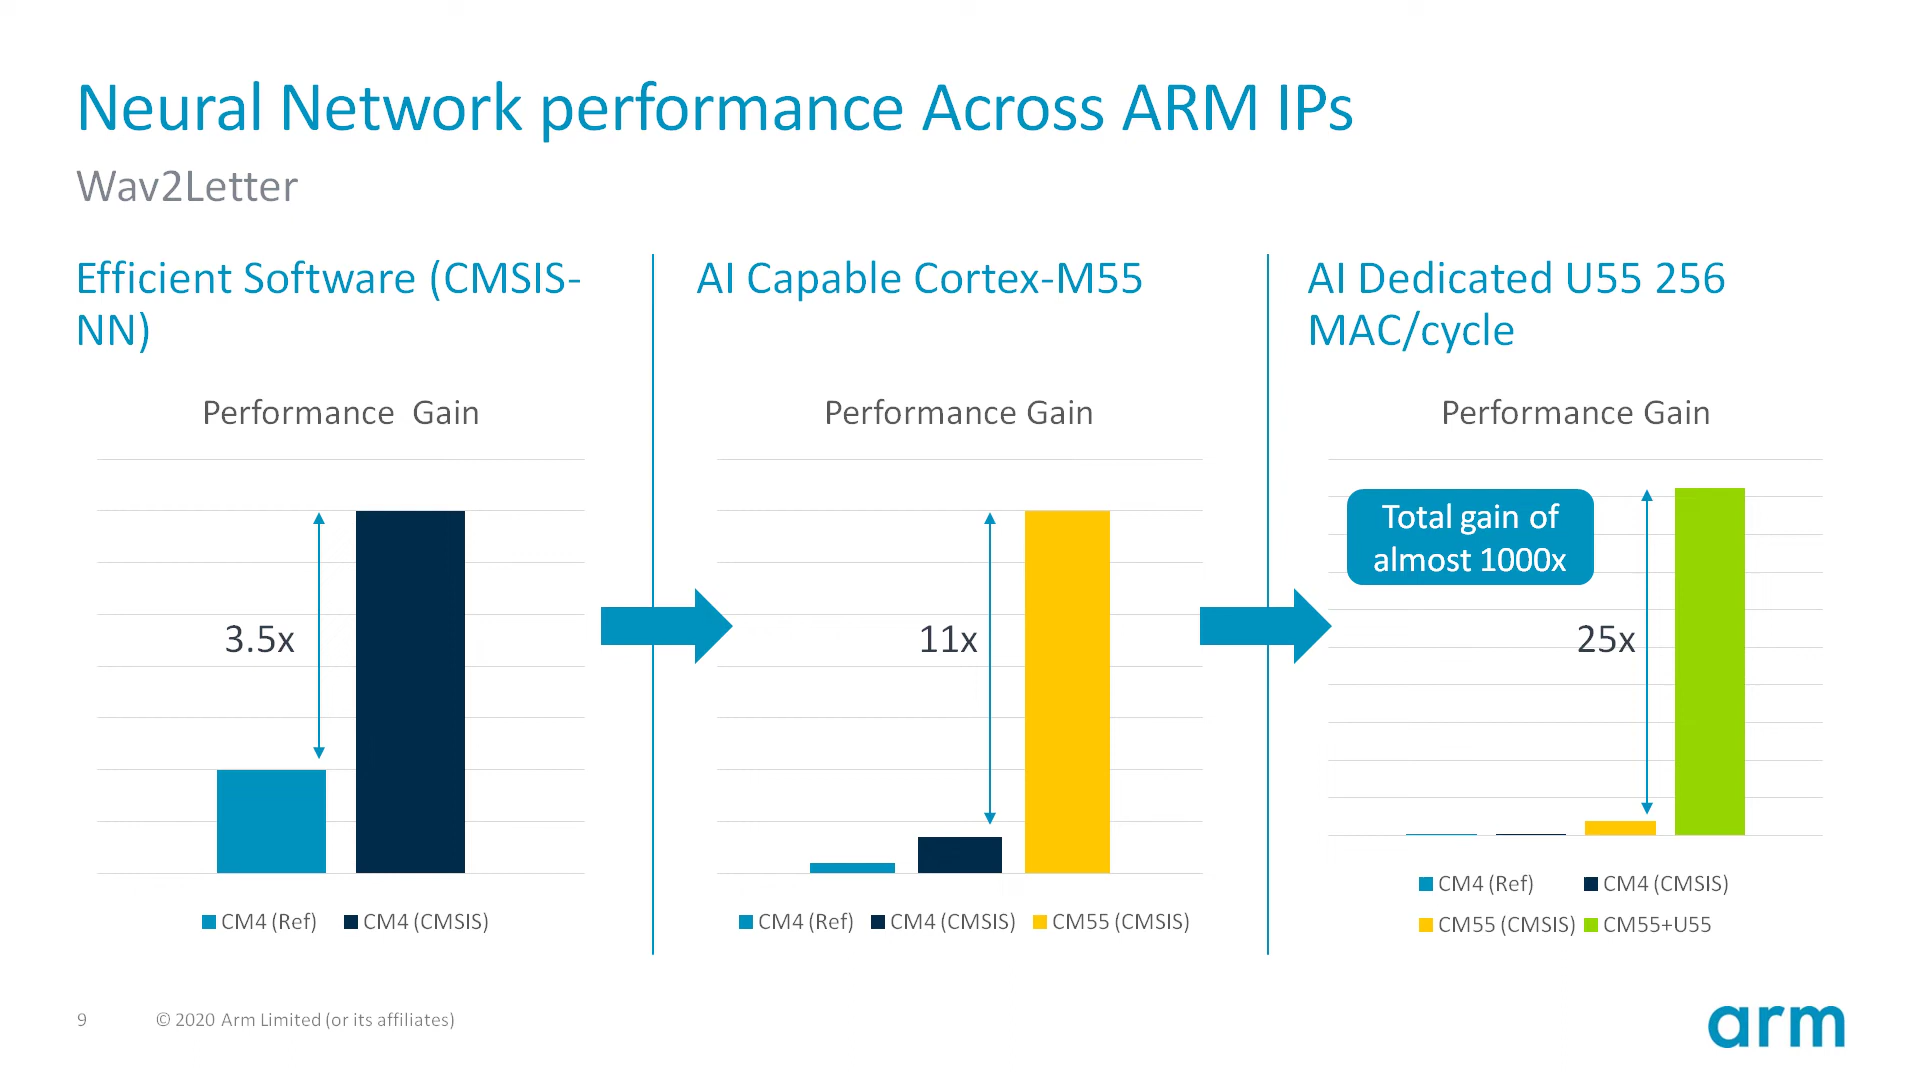 Neural Network performance Across ARM IPs
Wav2Letter
Efficient Software (CMSIS-
NN)
Performance  Gain
3.5x
CM4 (Ref)
CM4 (CMSIS)
AI Capable Cortex-M55
Performance Gain
11x
CM4 (Ref)
CM4 (CMSIS)
CM55 (CMSIS)
AI Dedicated U55 256
MAC/cycle
Performance Gain
Total gain of
almost 1000x
25x
CM4 (Ref)
CM4 (CMSIS)
CM55 (CMSIS)
CM55+U55
9
© 2020 Arm Limited (or its affiliates)
arm